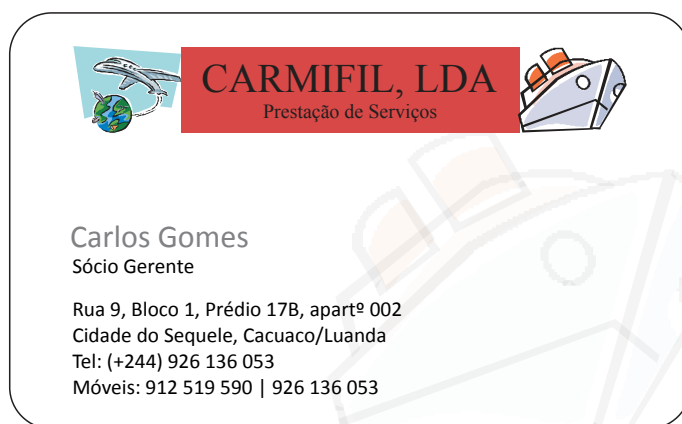 CARMIFIL, LDA
Prestação de Serviços
Carlos Gomes
Sócio Gerente
Rua 9, Bloco 1, Prédio 17B, apartº 002
Cidade do Sequele, Cacuaco/Luanda
Tel: (+244) 926 136 053
Móveis: 912 519 590 | 926 136 053